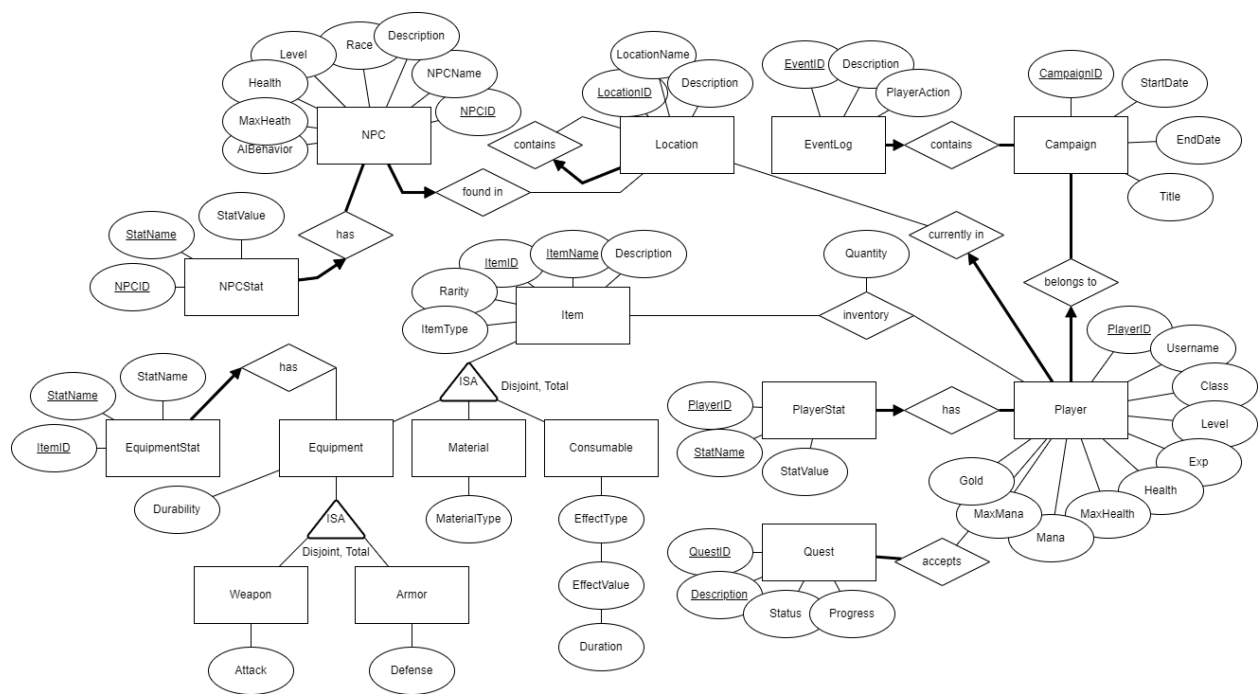 Level
Race
Description
Health
NPCName
MaxHeath
NPCID
AIBehavior
NPC
LocationName
LocationID
Description
contains
Location
found in
EventID
Description
PlayerAction
EventLog
contains
CampaignID
StartDate
EndDate
Title
Campaign
StatValue
StatName
has
NPCID
NPCStat
ItemID
ItemName
Description
Rarity
ItemType
Item
Quantity
inventory
currently in
belongs to
PlayerID
Username
Class
Level
Exp
Health
MaxHealth
Mana
MaxMana
Gold
Player
StatName
StatName
has
ItemID
EquipmentStat
ISA
Disjoint, Total
Equipment
Material
Consumable
Durability
MaterialType
EffectType
EffectValue
Duration
ISA
Disjoint, Total
Weapon
Armor
Attack
Defense
PlayerID
StatName
PlayerStat
StatValue
has
QuestID
Description
Quest
Status
Progress
accepts